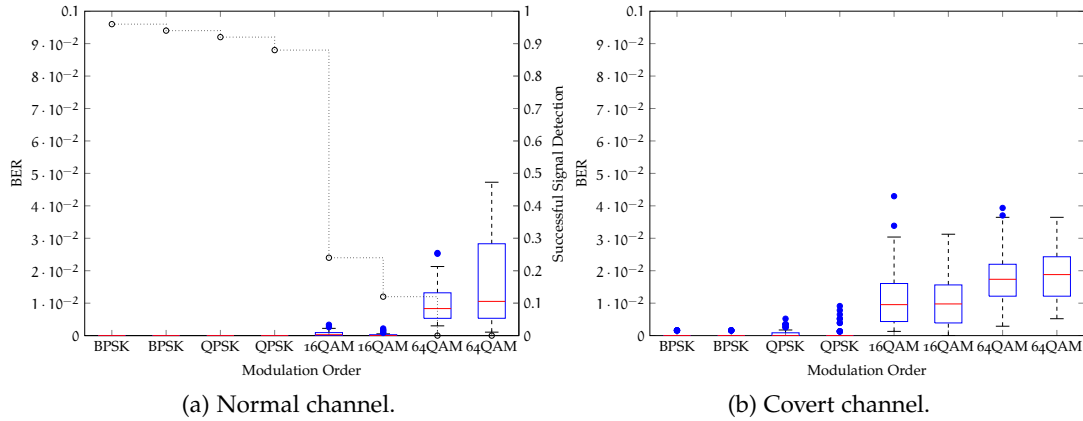 0.1
9 · 10−2
8 · 10−2
7 · 10−2
6 · 10−2
5 · 10−2
4 · 10−2
3 · 10−2
2 · 10−2
1 · 10−2
0
BER
1
0.9
0.8
0.7
0.6
0.5
0.4
0.3
0.2
0.1
0
Successful Signal Detection
BPSK BPSK QPSK QPSK 16QAM 16QAM 64QAM 64QAM
Modulation Order
(a) Normal channel.
0.1
9 · 10−2
8 · 10−2
7 · 10−2
6 · 10−2
5 · 10−2
4 · 10−2
3 · 10−2
2 · 10−2
1 · 10−2
0
BER
BPSK BPSK QPSK QPSK 16QAM 16QAM 64QAM 64QAM
Modulation Order
(b) Covert channel.